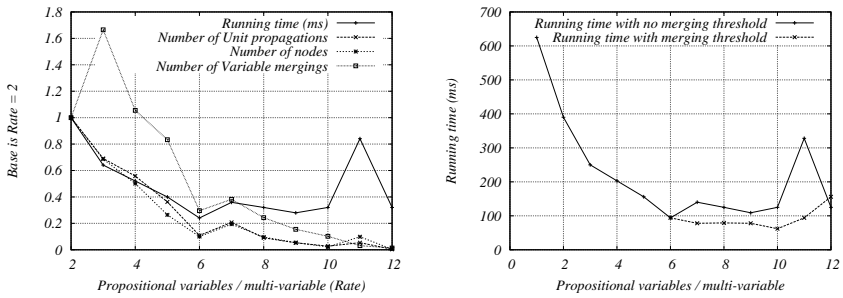 1.8
1.6
1.4
1.2
1
0.8
0.6
0.4
0.2
0
Base is Rate = 2
Running time (ms)
Number of Unit propagations
Number of nodes
Number of Variable mergings
2 4 6 8 10 12
Propositional variables / multi-variable (Rate)
700
600
500
400
300
200
100
0
Running time (ms)
Running time with no merging threshold
Running time with merging threshold
0 2 4 6 8 10 12
Propositional variables / multi-variable